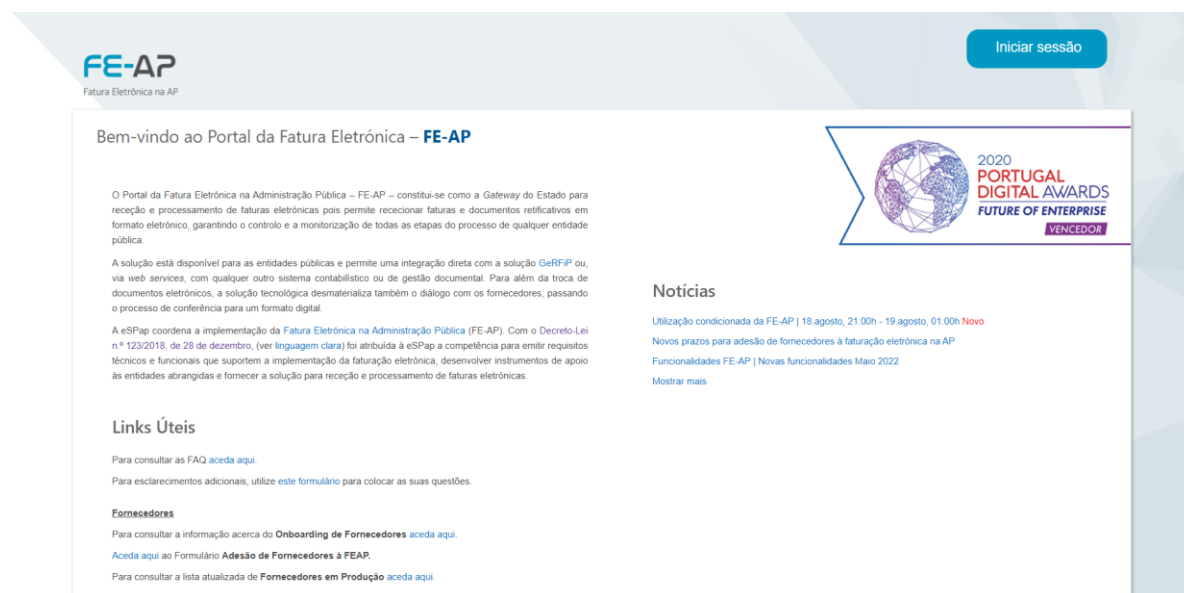 Iniciar sessão
FE-AP
Fatura Eletrónica na AP
Bem-vindo ao Portal da Fatura Eletrónica – FE-AP
O Portal da Fatura Eletrónica na Administração Pública – FE-AP – constitui-se como a Gateway do Estado para
receção e processamento de faturas eletrónicas pois permite rececionar faturas e documentos retificativos em
formato eletrónico, garantindo o controlo e a monitorização de todas as etapas do processo de qualquer entidade
pública.
A solução está disponível para as entidades públicas e permite uma integração direta com a solução GeRFiP ou,
via web services, com qualquer outro sistema contabilístico ou de gestão documental. Para além da troca de
documentos eletrónicos, a solução tecnológica desmaterializa também o diálogo com os fornecedores, passando
o processo de conferência para um formato digital.
A eSPap coordena a implementação da Fatura Eletrónica na Administração Pública (FE-AP). Com o Decreto-Lei
n.º 123/2018, de 28 de dezembro, (ver linguagem clara) foi atribuída à eSPap a competência para emitir requisitos
técnicos e funcionais que suportem a implementação da faturação eletrónica, desenvolver instrumentos de apoio
às entidades abrangidas e fornecer a solução para receção e processamento de faturas eletrónicas.
Links Úteis
Para consultar as FAQ aceda aqui.
Para esclarecimentos adicionais, utilize este formulário para colocar as suas questões.
Fornecedores
Para consultar a informação acerca do Onboarding de Fornecedores aceda aqui.
Aceda aqui ao Formulário Adesão de Fornecedores à FEAP.
Para consultar a lista atualizada de Fornecedores em Produção aceda aqui.
2020
PORTUGAL
DIGITAL AWARDS
FUTURE OF ENTERPRISE
VENCEDOR
Notícias
Utilização condicionada da FE-AP | 18.agosto, 21:00h - 19.agosto, 01:00h Novo
Novos prazos para adesão de fornecedores à faturação eletrónica na AP
Funcionalidades FE-AP | Novas funcionalidades Maio 2022
Mostrar mais